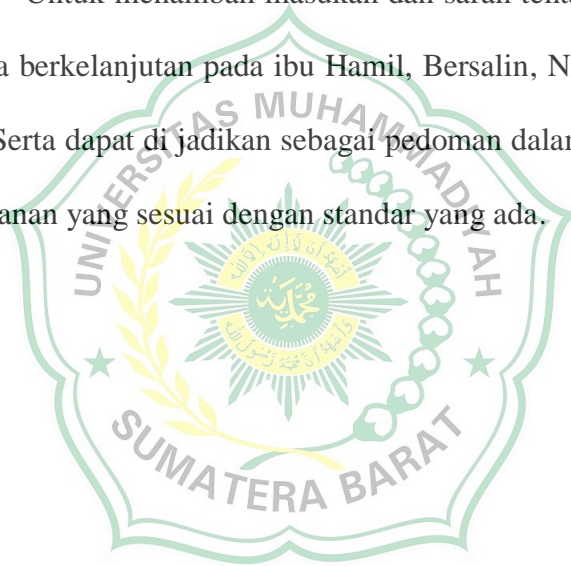 Untuk menambah masukan dan saran tenta
a berkelanjutan pada ibu Hamil, Bersalin, N
Serta dapat di jadikan sebagai pedoman dalan
anan yang sesuai dengan standar yang ada.
UNIVERSITAS MUHAMMADIYAH
SUMATERA BARAT